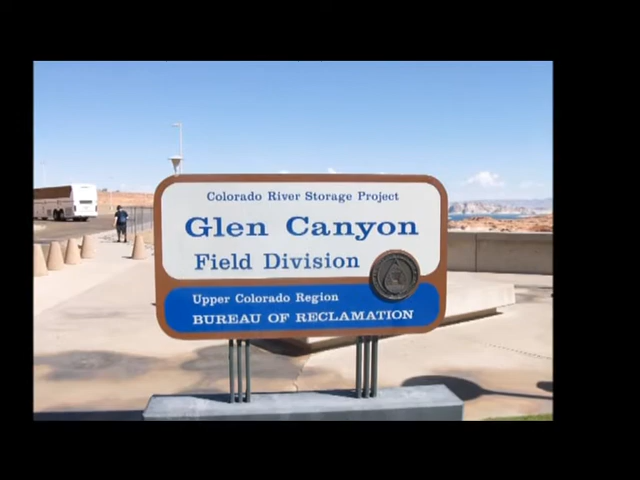 Colorado River Storage Project
Glen Canyon
Field Division
Upper Colorado Region
BUREAU OF RECLAMATION